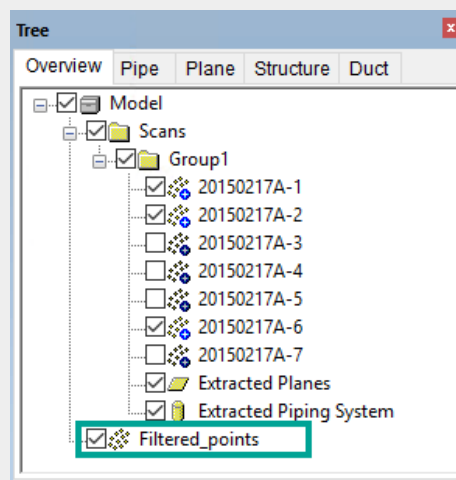 Tree
Overview Pipe Plane Structure Duct
Model
Scans
Group1
20150217A-1
20150217A-2
20150217A-3
20150217A-4
20150217A-5
20150217A-6
20150217A-7
Extracted Planes
Extracted Piping System
Filtered_points